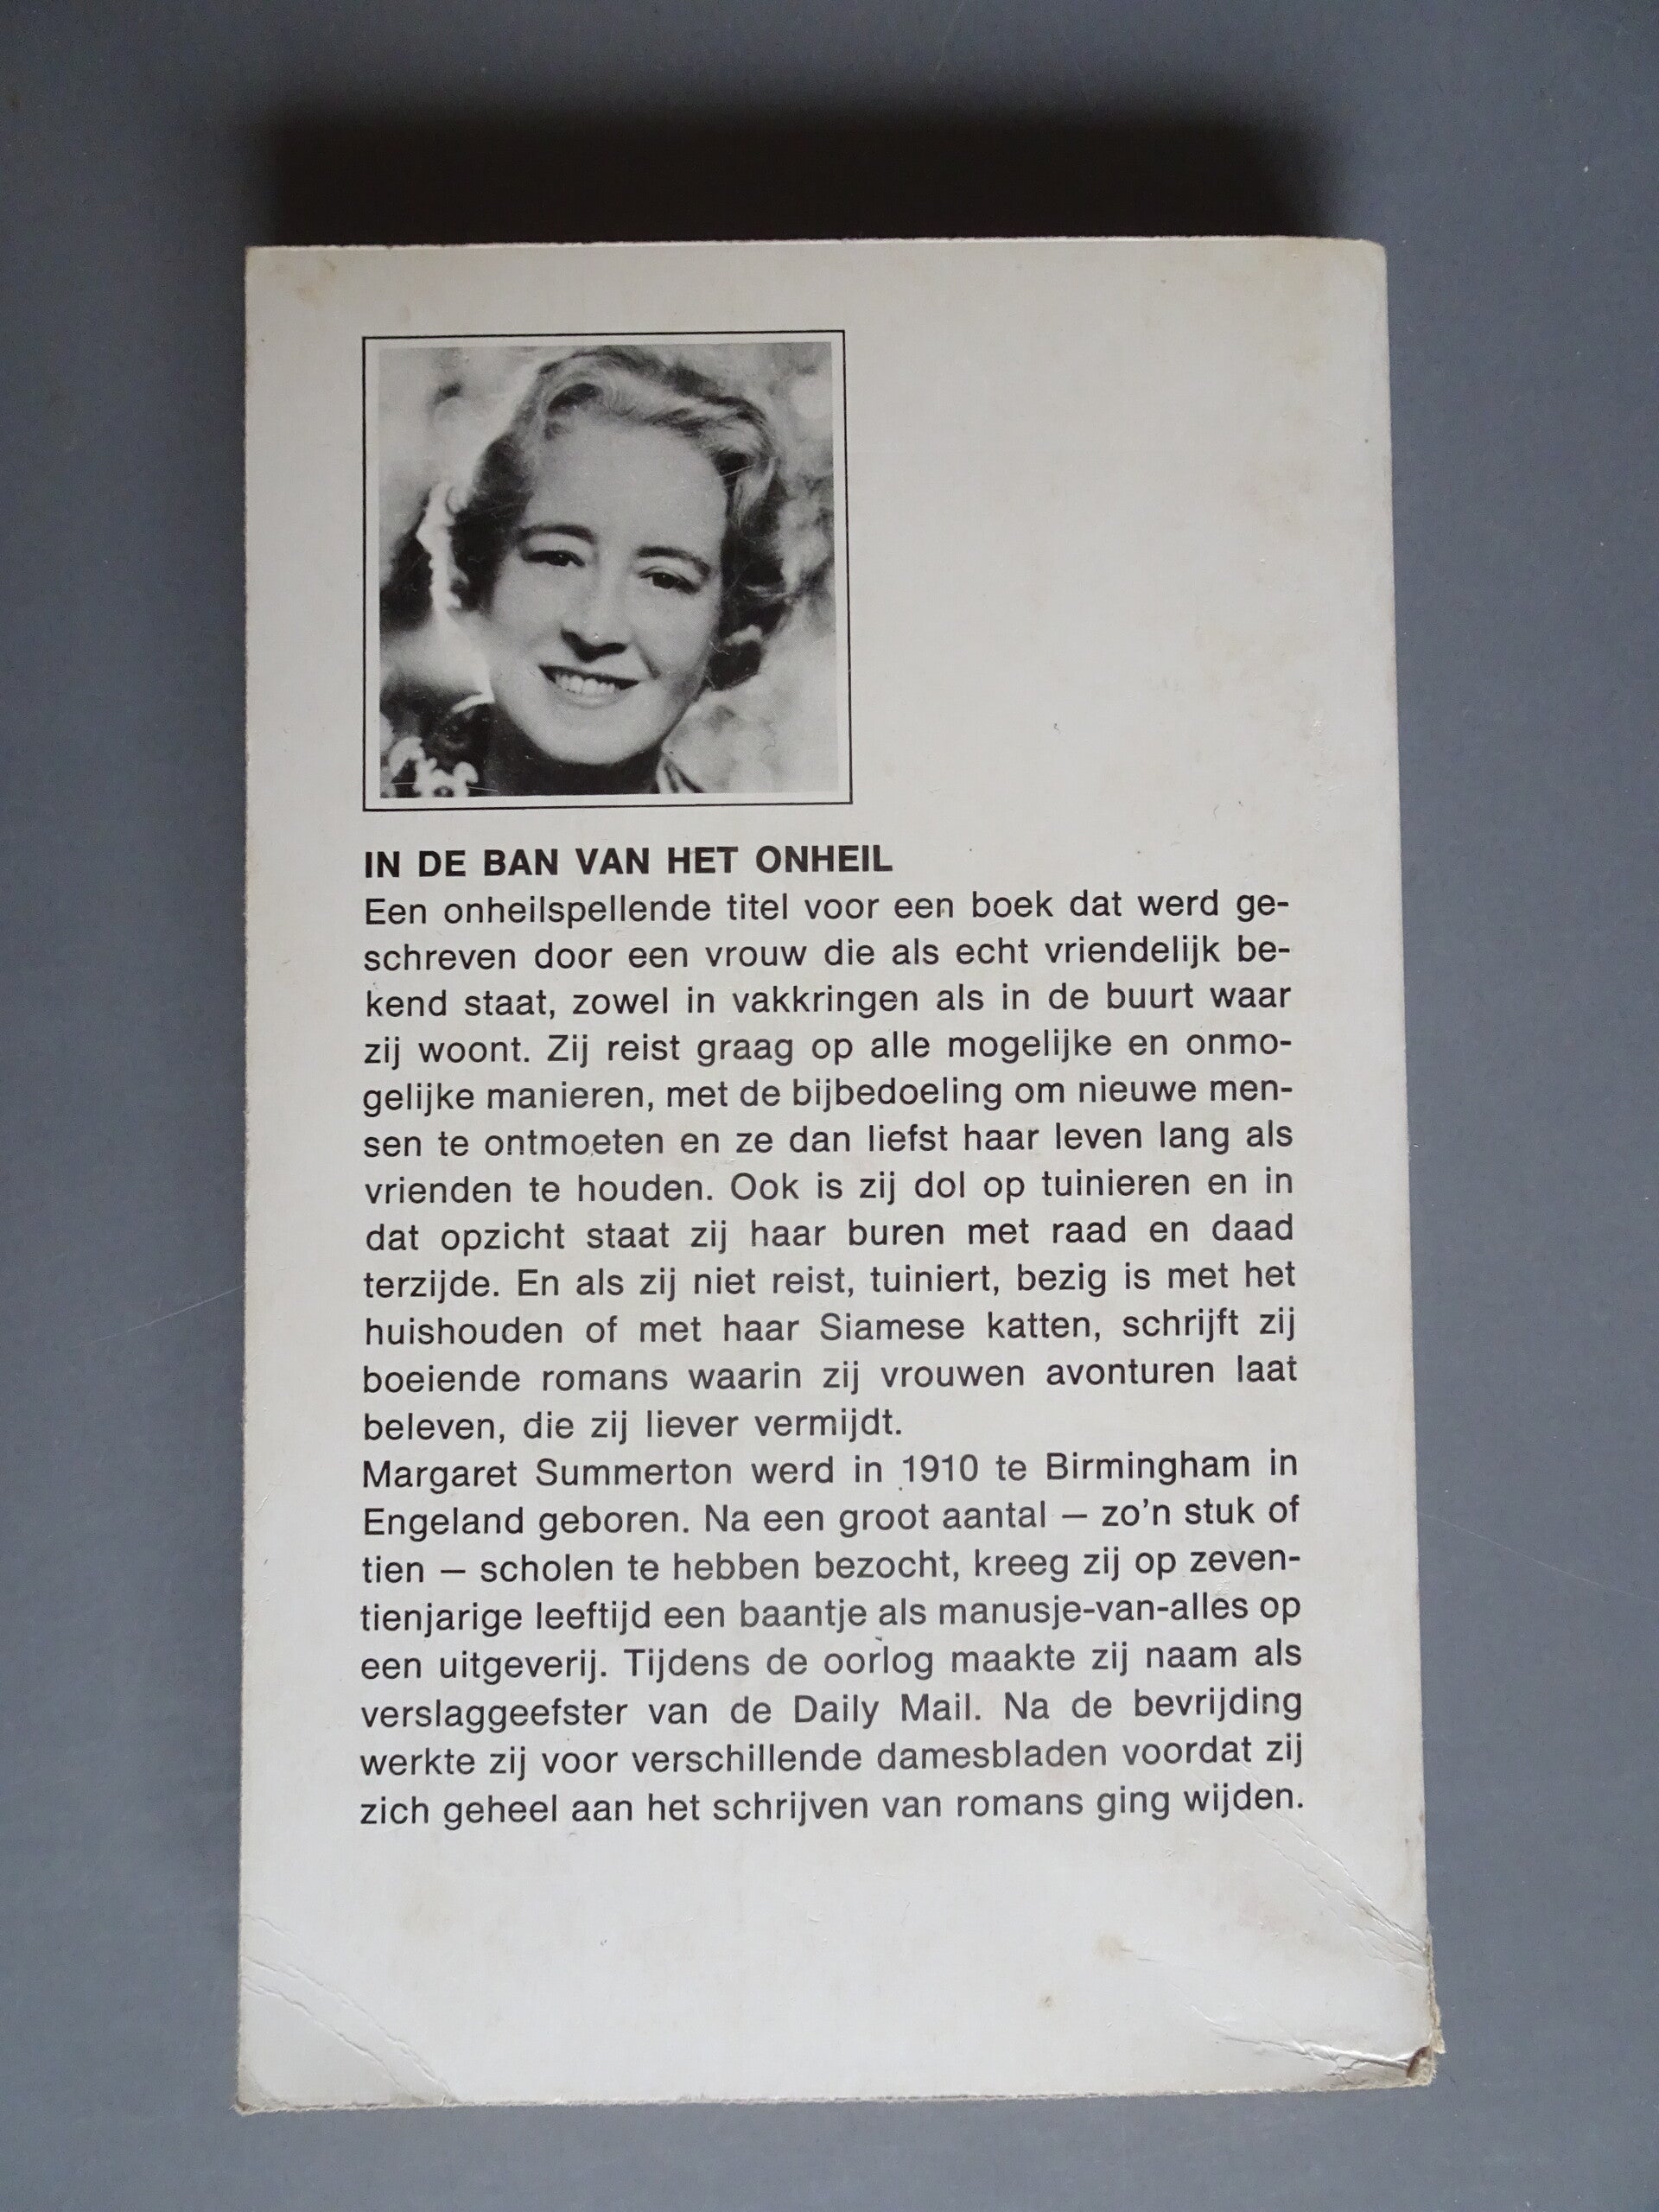 IN DE BAN VAN HET ONHEIL
Een onheilspellende titel voor een boek dat werd ge-
schreven door een vrouw die als echt vriendelijk be-
kend staat, zowel in vakkringen als in de buurt waar
zij woont. Zij reist graag op alle mogelijke en onmo-
gelijke manieren, met de bijbedoeling om nieuwe men-
sen te ontmoeten en ze dan liefst haar leven lang als
vrienden te houden. Ook is zij dol op tuinieren en in
dat opzicht staat zij haar buren met raad en daad
terzijde. En als zij niet reist, tuiniert, bezig is met het
huishouden of met haar Siamese katten, schrijft zij
boeiende romans waarin zij vrouwen avonturen laat
beleven, die zij liever vermijdt.
Margaret Summerton werd in 1910 te Birmingham in
Engeland geboren. Na een groot aantal – zo'n stuk of
tien – scholen te hebben bezocht, kreeg zij op zeven-
tienjarige leeftijd een baantje als manusje-van-alles op
een uitgeverij. Tijdens de oorlog maakte zij naam als
verslaggeefster van de Daily Mail. Na de bevrijding
werkte zij voor verschillende damesbladen voordat zij
zich geheel aan het schrijven van romans ging wijden.